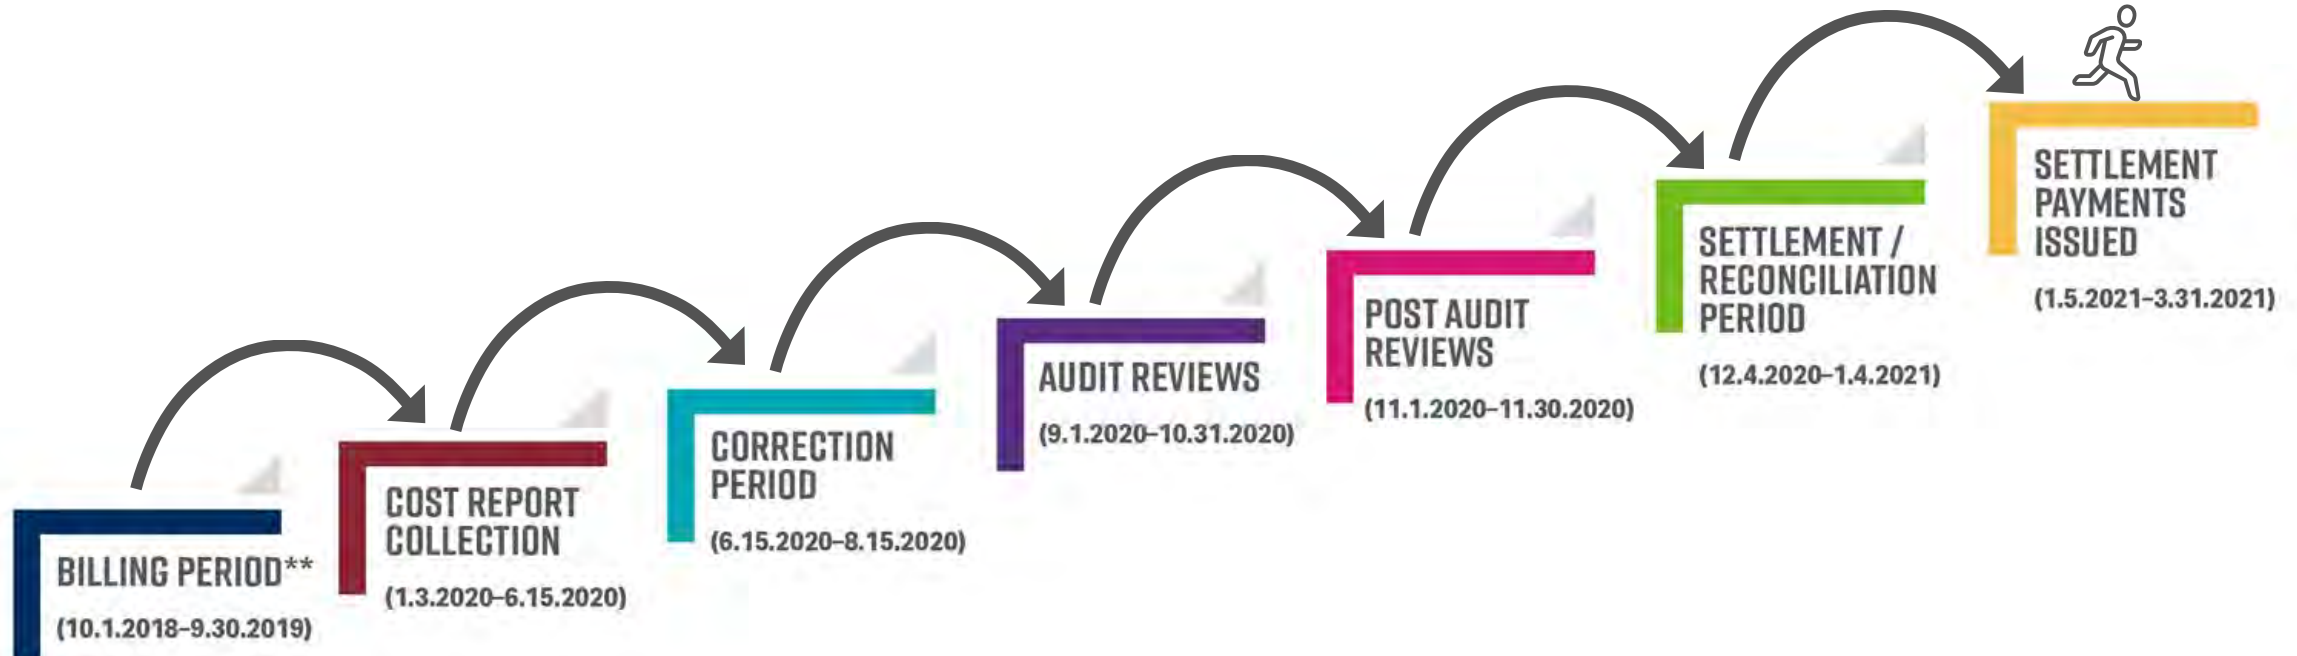 BILLING PERIOD**
(10.1.2018–9.30.2019)
COST REPORT
COLLECTION
(1.3.2020–6.15.2020)
CORRECTION
PERIOD
(6.15.2020–8.15.2020)
AUDIT REVIEWS
(9.1.2020–10.31.2020)
POST AUDIT
REVIEWS
(11.1.2020–11.30.2020)
SETTLEMENT /
RECONCILIATION
PERIOD
(12.4.2020–1.4.2021)
SETTLEMENT
PAYMENTS
ISSUED
(1.5.2021–3.31.2021)